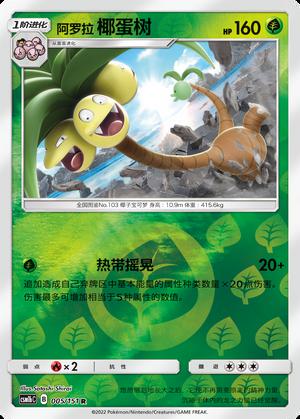 1阶进化
阿罗拉 椰蛋树
HP 160
从蛋蛋进化
全国图鉴No.103 椰子宝可梦 身高：10.9m 体重：415.6kg
热带摇晃 20+
追加造成自己弃牌区中基本能量的属性种类数量×20点伤害。
伤害最多可增加相当于5种属性的数值。
弱点 ×2 抗性 撤退
Illus.Satoshi Shirai
csm1b C B 005/151 R
©2022 Pokémon/Nintendo/Creatures/GAME FREAK.